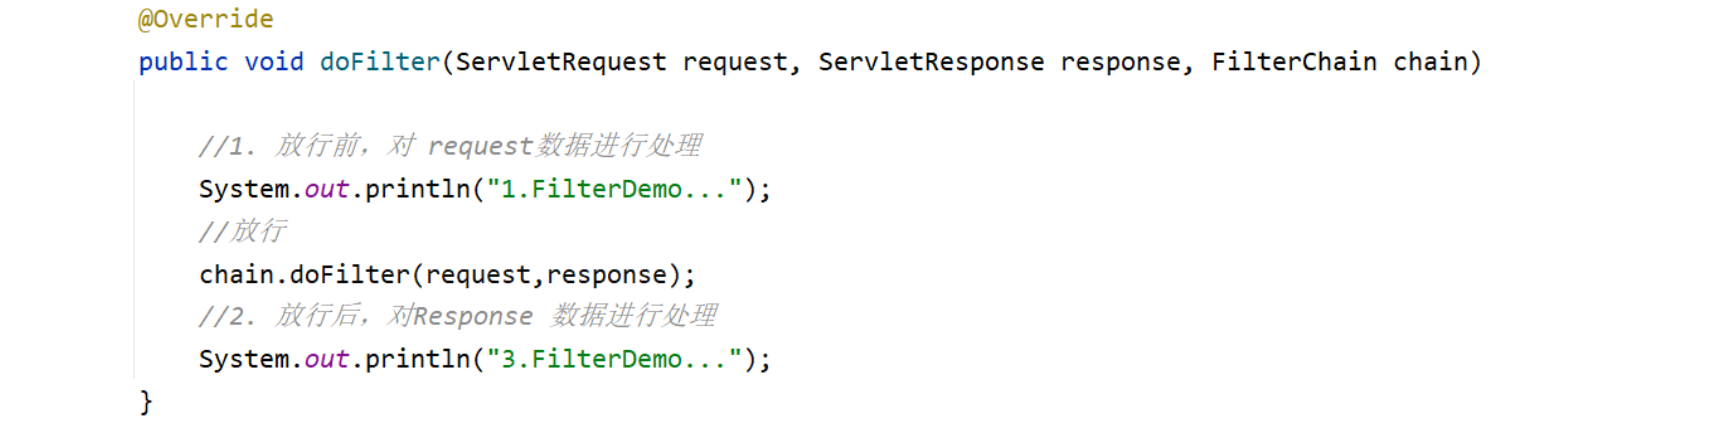 @Override
public void doFilter(ServletRequest request, ServletResponse response, FilterChain chain)
//1. 放行前，对 request数据进行处理
System.out.println("1.FilterDemo...");
//放行
chain.doFilter(request,response);
//2. 放行后，对Response 数据进行处理
System.out.println("3.FilterDemo...");
}